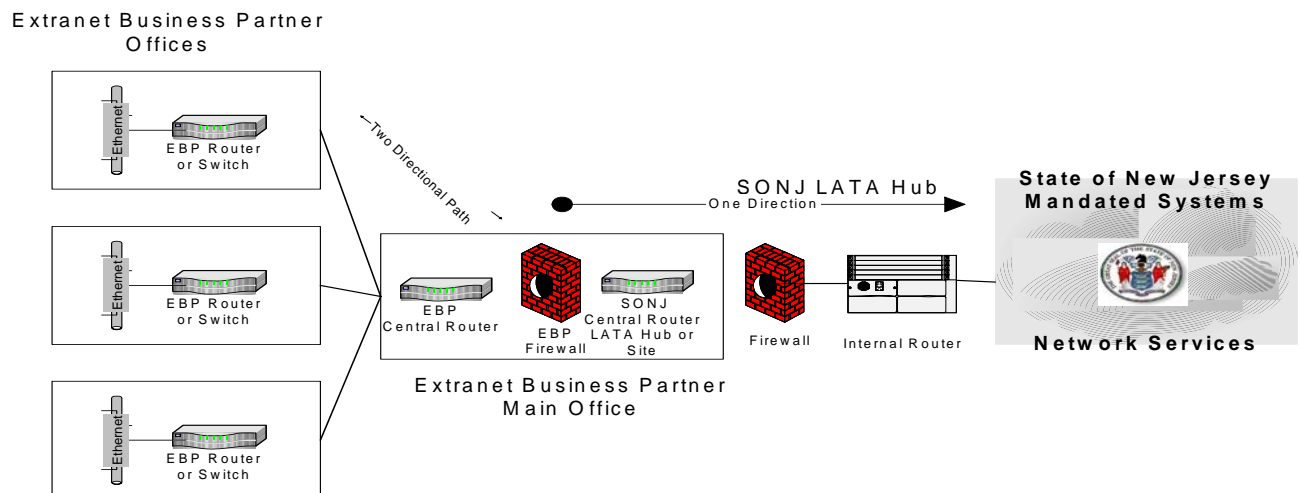 Extranet Business Partner
Offices
Ethernet
EBP Router
or Switch
Two Directional Path
SONJ LATA Hub
One Direction
State of New Jersey
Mandated Systems
Ethernet
EBP Router
or Switch
EBP
Central Router
EBP
Firewall
SONJ
Central Router
LATA Hub or
Site
Firewall
Internal Router
Network Services
Extranet Business Partner
Main Office
Ethernet
EBP Router
or Switch